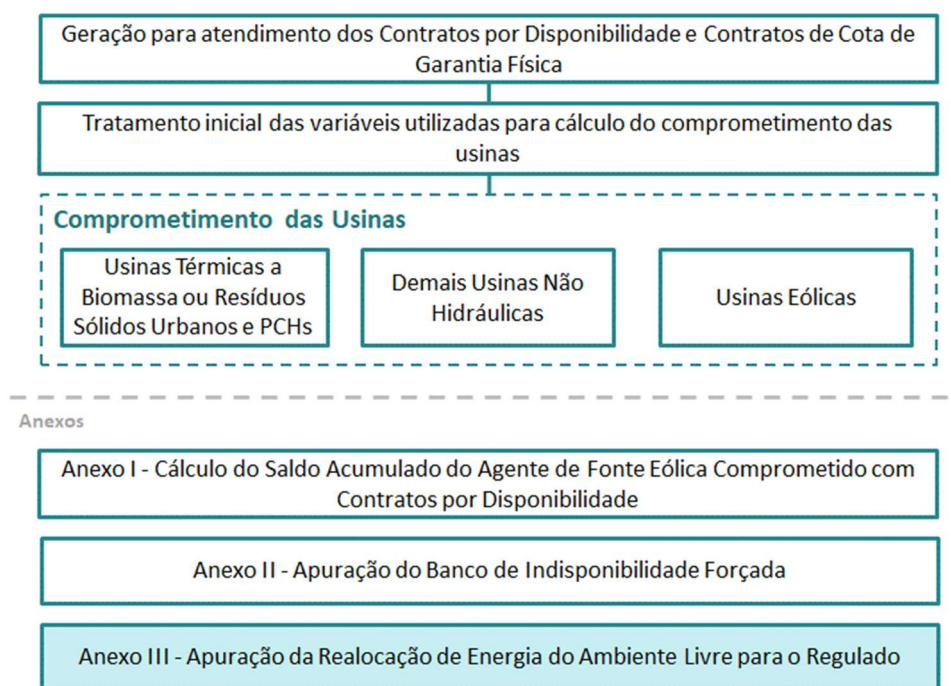 Geração para atendimento dos Contratos por Disponibilidade e Contratos de Cota de
Garantia Física
Tratamento inicial das variáveis utilizadas para cálculo do comprometimento das
usinas
Comprometimento das Usinas
Usinas Térmicas a
Biomassa ou Resíduos
Sólidos Urbanos e PCHs
Demais Usinas Não
Hidráulicas
Usinas Eólicas
Anexos
Anexo I - Cálculo do Saldo Acumulado do Agente de Fonte Eólica Comprometido com
Contratos por Disponibilidade
Anexo II - Apuração do Banco de Indisponibilidade Forçada
Anexo III - Apuração da Realocação de Energia do Ambiente Livre para o Regulado